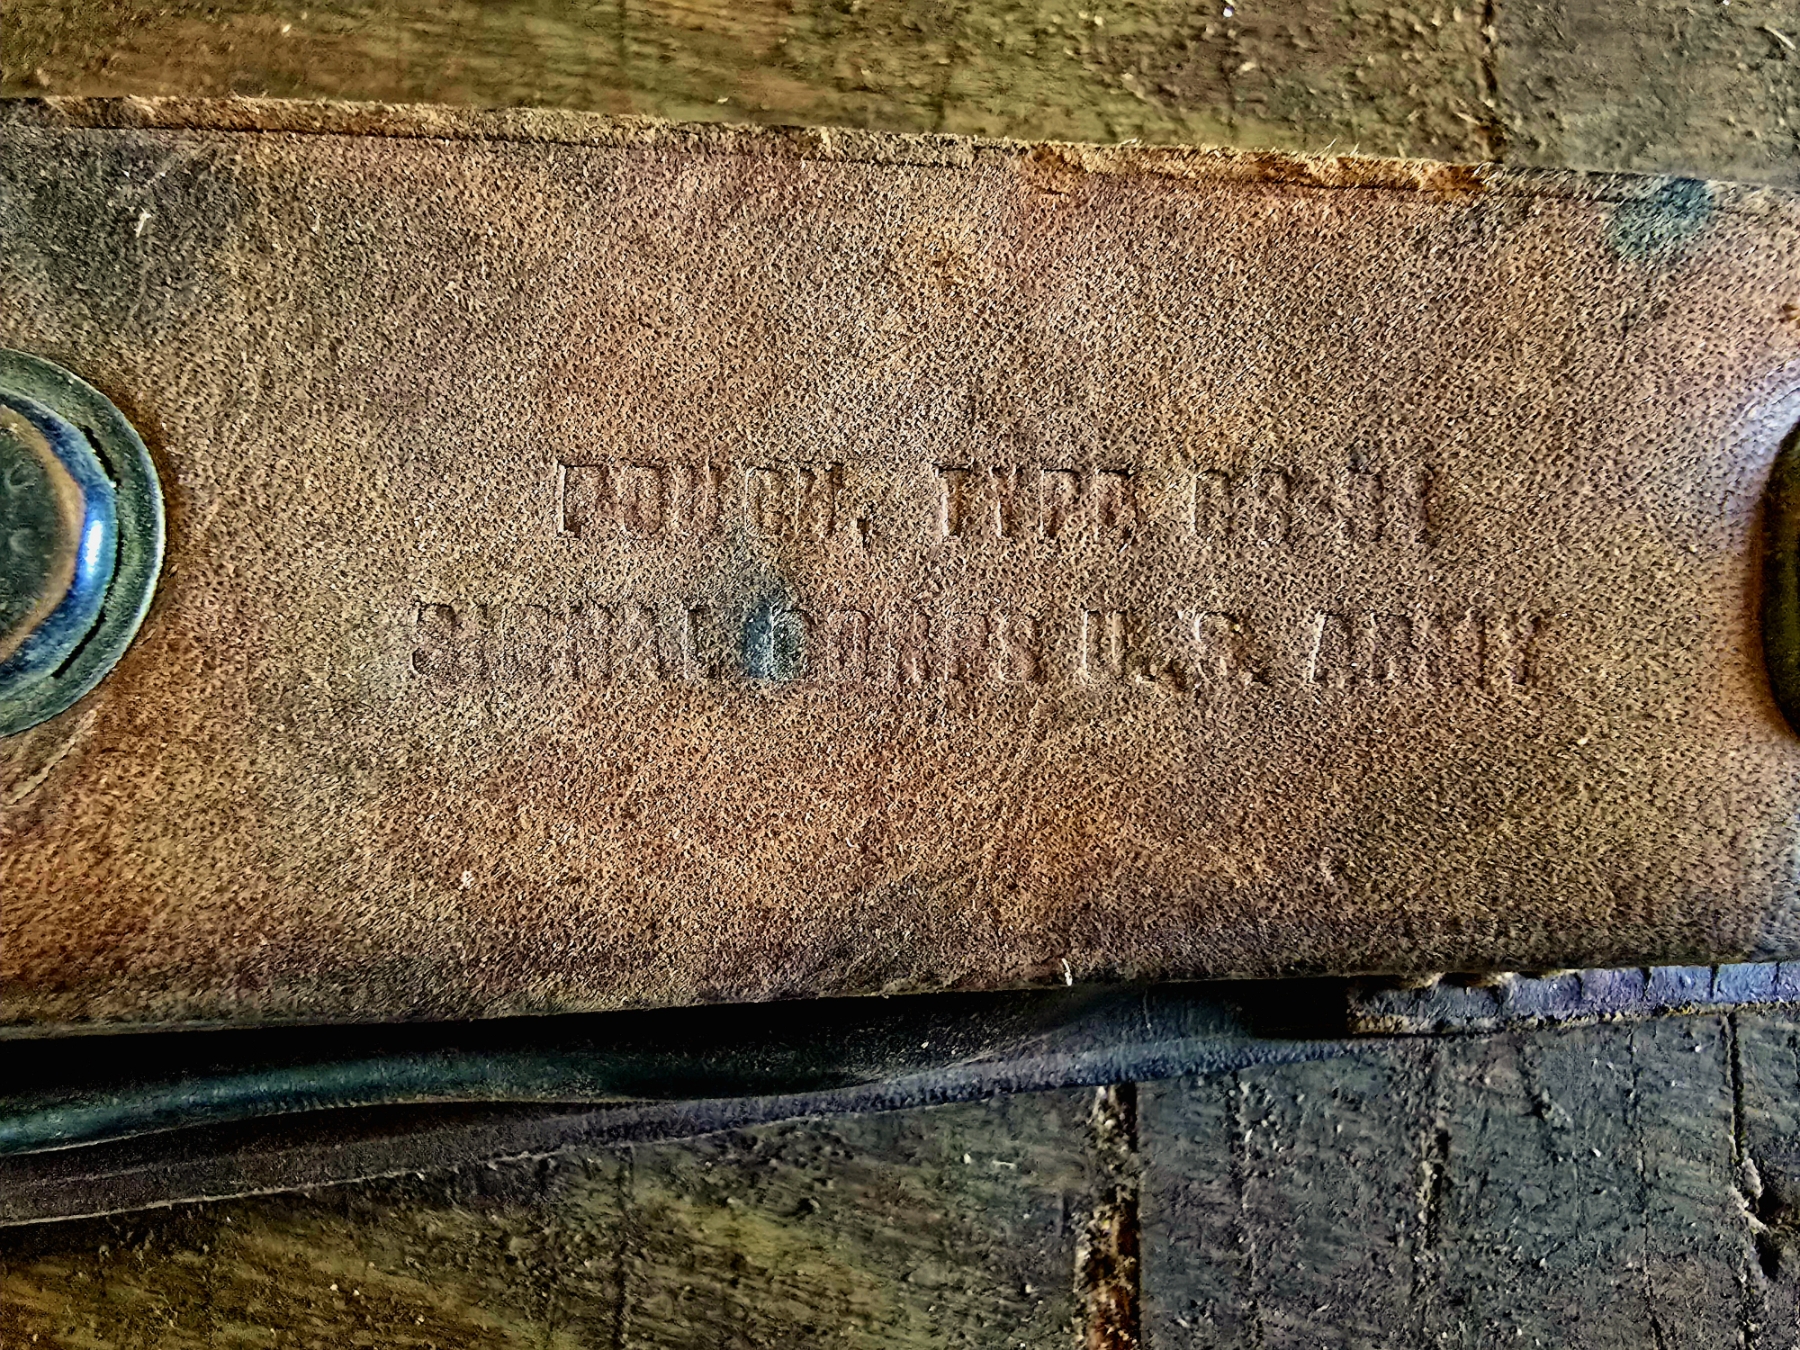 POUCH, TYPE CS-34
SIGNAL CORPS U.S. ARMY